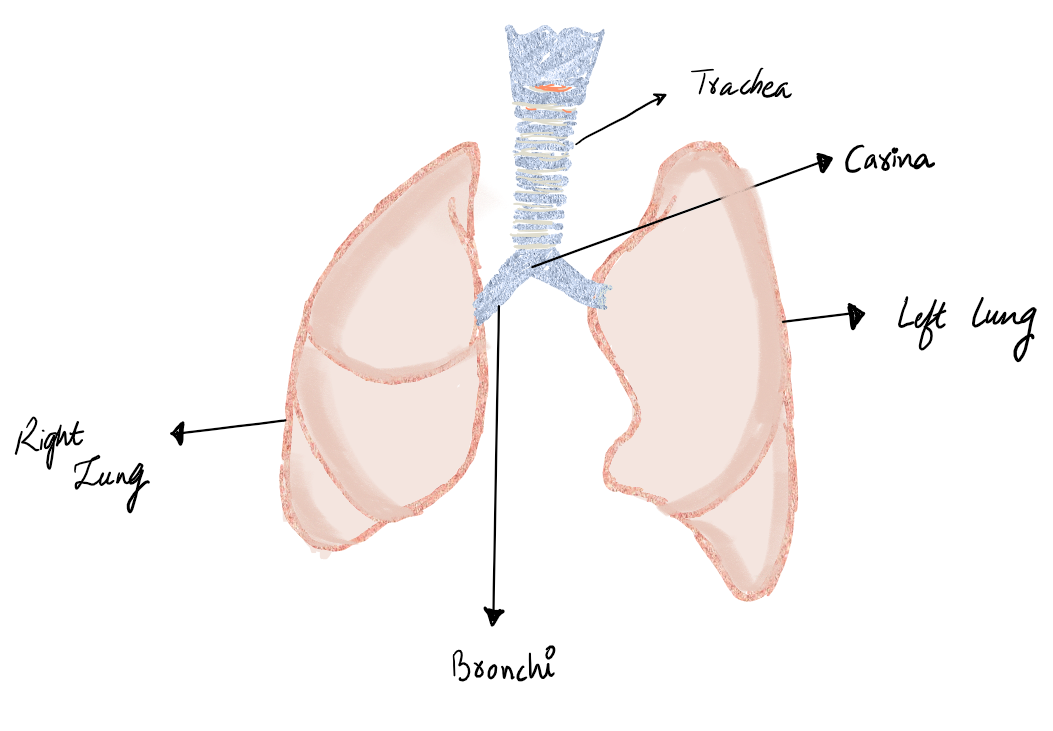 Trachea
Carina
Left Lung
Right
Lung
Bronchi